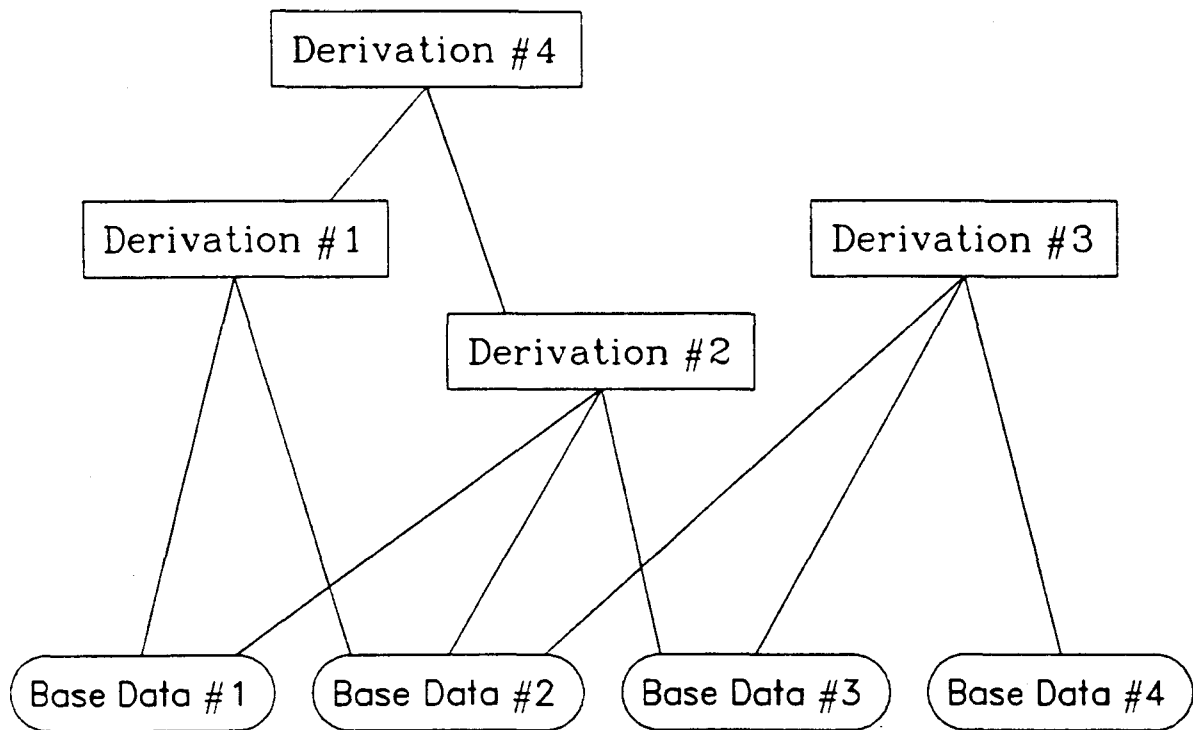 Derivation #4
Derivation #1
Derivation #3
Derivation #2
Base Data #1
Base Data #2
Base Data #3
Base Data #4